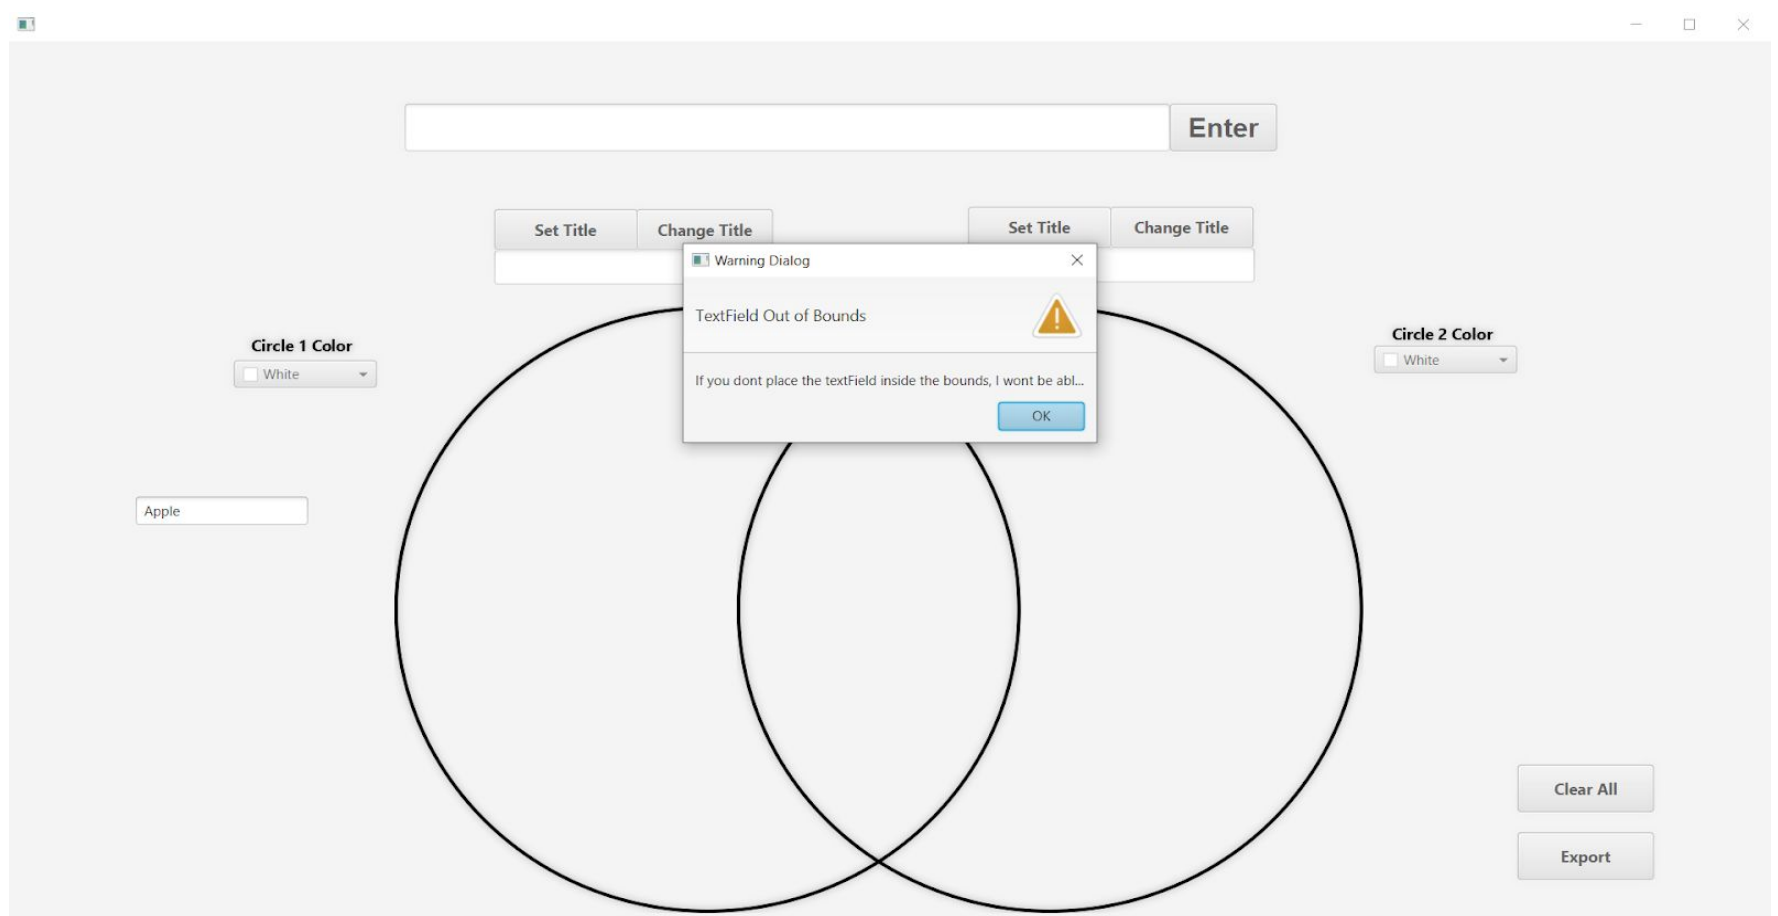 Enter
Set Title
Change Title
Set Title
Change Title
Warning Dialog
TextField Out of Bounds
If you dont place the textField inside the bounds, I wont be abl...
OK
Circle 1 Color
White
Circle 2 Color
White
Apple
Clear All
Export